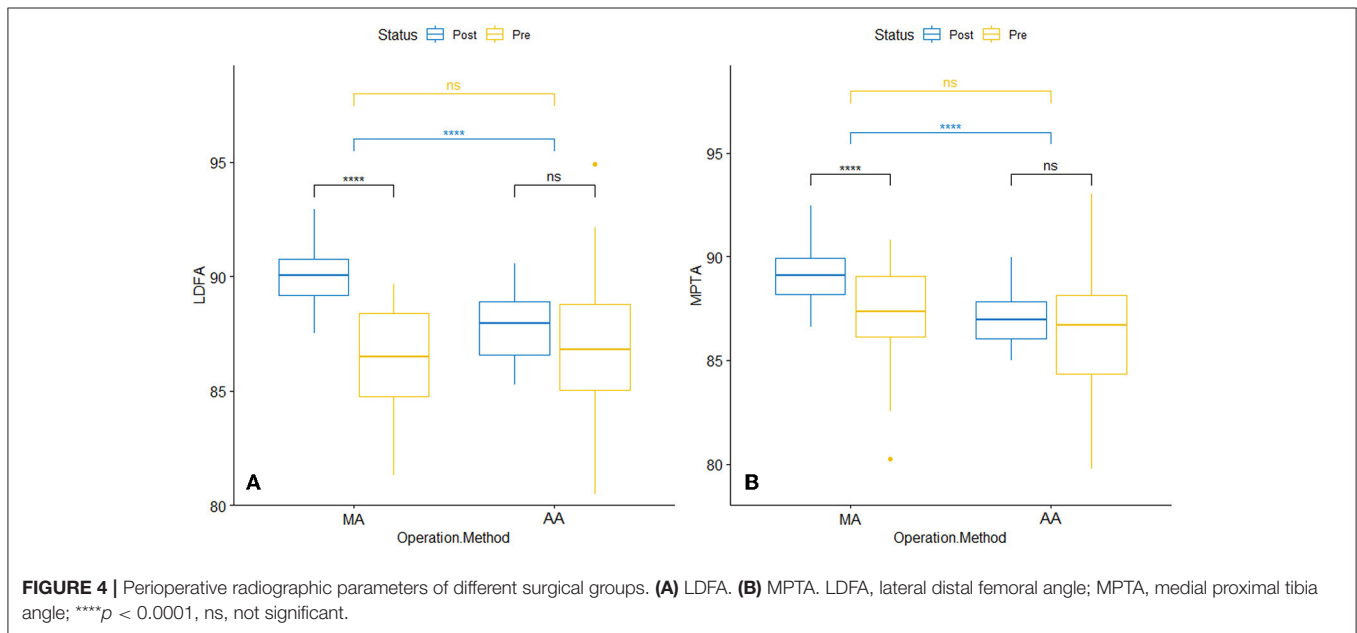 Status Post Pre
ns
****
****
ns
95
90
85
80
LDFA
A
MA AA
Operation.Method
Status Post Pre
ns
****
****
ns
95
90
85
80
MPTA
B
MA AA
Operation.Method
FIGURE 4 | Perioperative radiographic parameters of different surgical groups. (A) LDFA. (B) MPTA. LDFA, lateral distal femoral angle; MPTA, medial proximal tibia
angle; ****p < 0.0001, ns, not significant.